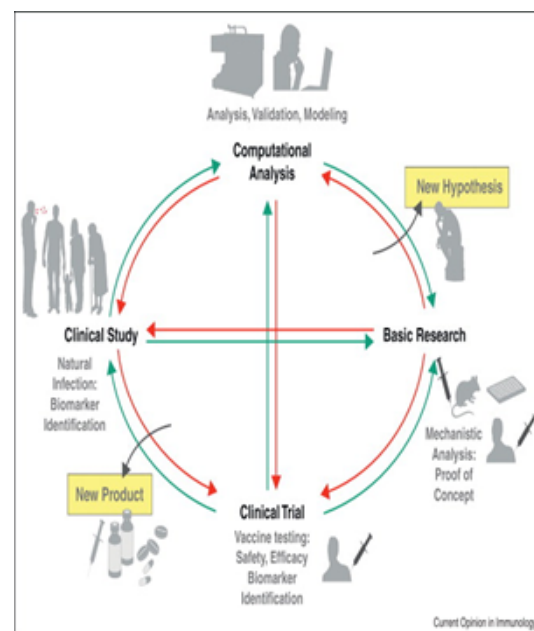 Analysis, Validation, Modeling
Computational
Analysis
New Hypothesis
Clinical Study
Natural
Infection:
Biomarker
Identification
Basic Research
Mechanistic
Analysis:
Proof of
Concept
New Product
Clinical Trial
Vaccine testing:
Safety, Efficacy
Biomarker
Identification
Current Opinion in Immunology